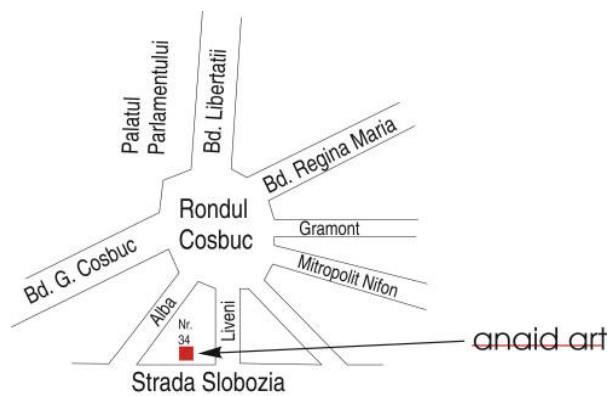 Palatul
Parlamentului
Bd. Libertatii
Bd. Regina Maria
Rondul
Cosbuc
Gramont
Mitropolit Nifon
Bd. G. Cosbuc
Alba
Nr.
34
Liveni
anaid art
Strada Slobozia